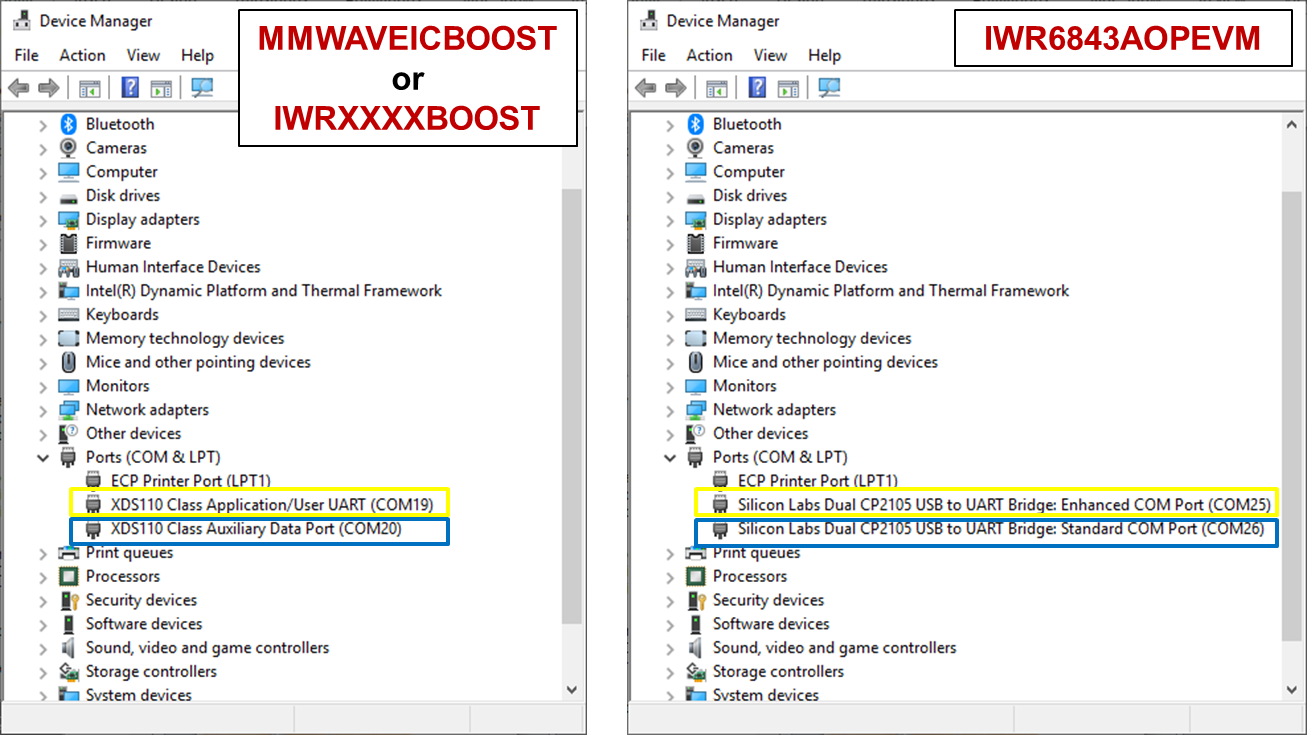 Device Manager
MMWAVEICBOOST
or
IWRXXXXBOOST
File Action View Help
Bluetooth
Cameras
Computer
Disk drives
Display adapters
Firmware
Human Interface Devices
Intel(R) Dynamic Platform and Thermal Framework
Keyboards
Memory technology devices
Mice and other pointing devices
Monitors
Network adapters
Other devices
Ports (COM & LPT)
ECP Printer Port (LPT1)
XDS110 Class Application/User UART (COM19)
XDS110 Class Auxiliary Data Port (COM20)
Print queues
Processors
Security devices
Software devices
Sound, video and game controllers
Storage controllers
System devices
Device Manager
IWR6843AOPEVM
File Action View Help
Bluetooth
Cameras
Computer
Disk drives
Display adapters
Firmware
Human Interface Devices
Intel(R) Dynamic Platform and Thermal Framework
Keyboards
Memory technology devices
Mice and other pointing devices
Monitors
Network adapters
Other devices
Ports (COM & LPT)
ECP Printer Port (LPT1)
Silicon Labs Dual CP2105 USB to UART Bridge: Enhanced COM Port (COM25)
Silicon Labs Dual CP2105 USB to UART Bridge: Standard COM Port (COM26)
Print queues
Processors
Security devices
Software devices
Sound, video and game controllers
Storage controllers
System devices